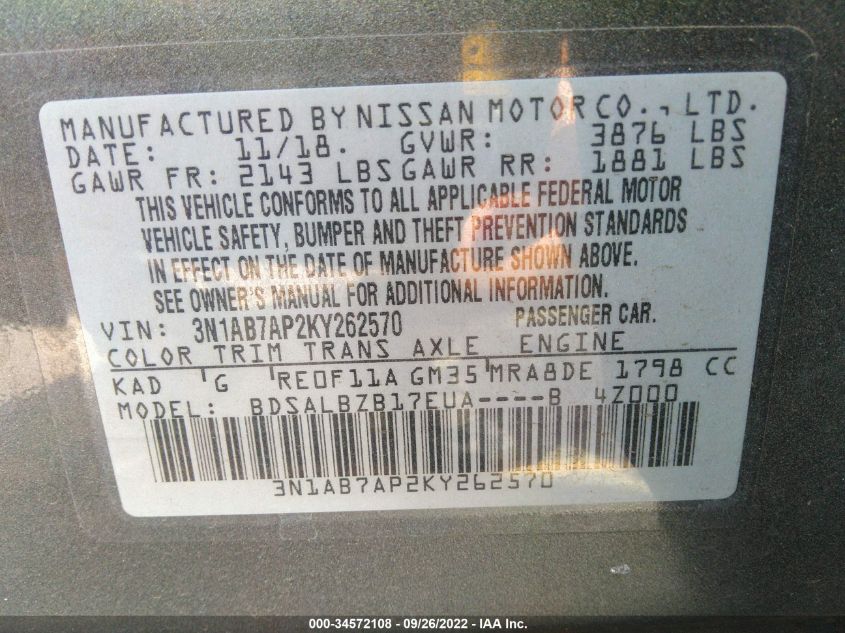 MANUFACTURED BY NISSAN MOTOR CO., LTD.
DATE: 11/18. GVWR: 3876 LBS
GAWR FR: 2143 LBS GAWR RR: 1881 LBS
THIS VEHICLE CONFORMS TO ALL APPLICABLE FEDERAL MOTOR
VEHICLE SAFETY, BUMPER AND THEFT PREVENTION STANDARDS
IN EFFECT ON THE DATE OF MANUFACTURE SHOWN ABOVE.
SEE OWNER'S MANUAL FOR ADDITIONAL INFORMATION.
VIN: 3N1AB7AP2KY262570 PASSENGER CAR.
COLOR TRIM TRANS AXLE ENGINE
KAD G RE0F11A GM35 MRA8DE 1798 CC
MODEL: BDSALBZB17EUA----B 4Z000
3N1AB7AP2KY262570
000-34572108 - 09/26/2022 - IAA Inc.